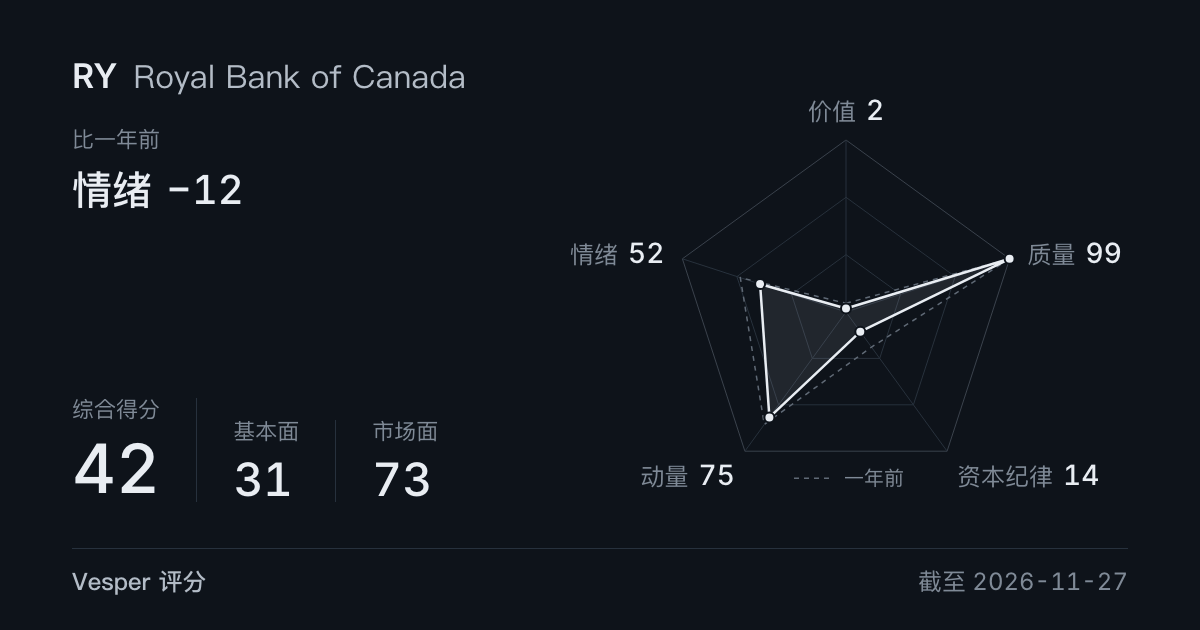 RY Royal Bank of Canada
比一年前
情绪 −12
价值 2
情绪 52
质量 99
动量 75
---- 一年前
资本纪律 14
综合得分
42
基本面
31
市场面
73
Vesper 评分
截至 2026-11-27